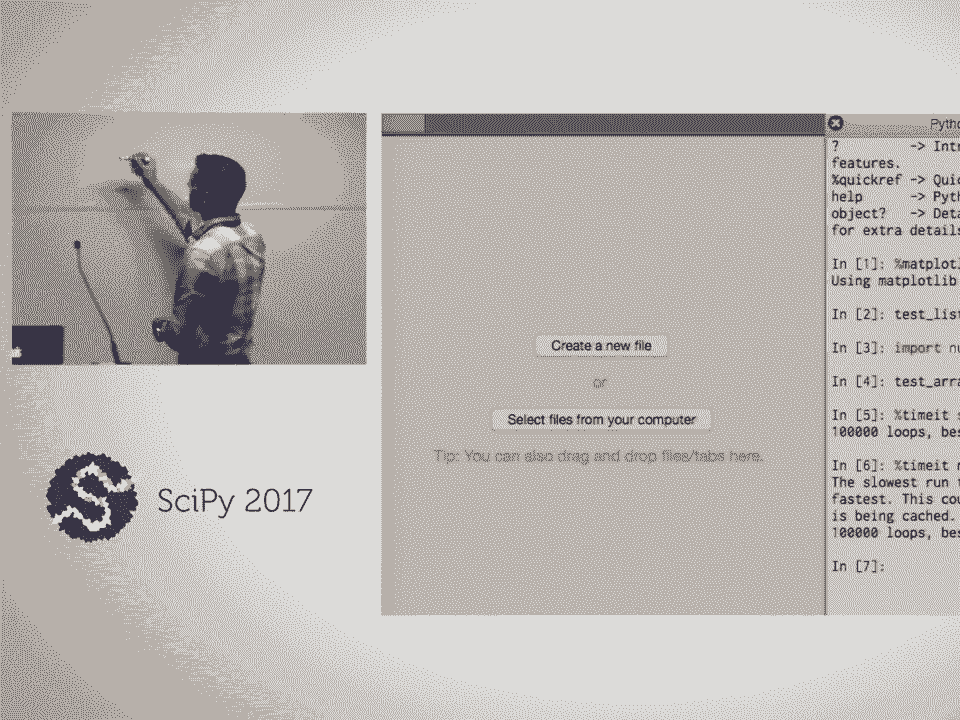 SciPy 2017
Create a new file
or
Select files from your computer
Tip: You can also drag and drop files/tabs here.
? -> Intr
features.
%quickref -> Quic
help -> Pyth
object? -> Deta
for extra details
In [1]: %matplotl
Using matplotlib
In [2]: test_list
In [3]: import nu
In [4]: test_arra
In [5]: %timeit s
100000 loops, bes
In [6]: %timeit n
The slowest run t
fastest. This cou
is being cached.
100000 loops, bes
In [7]: